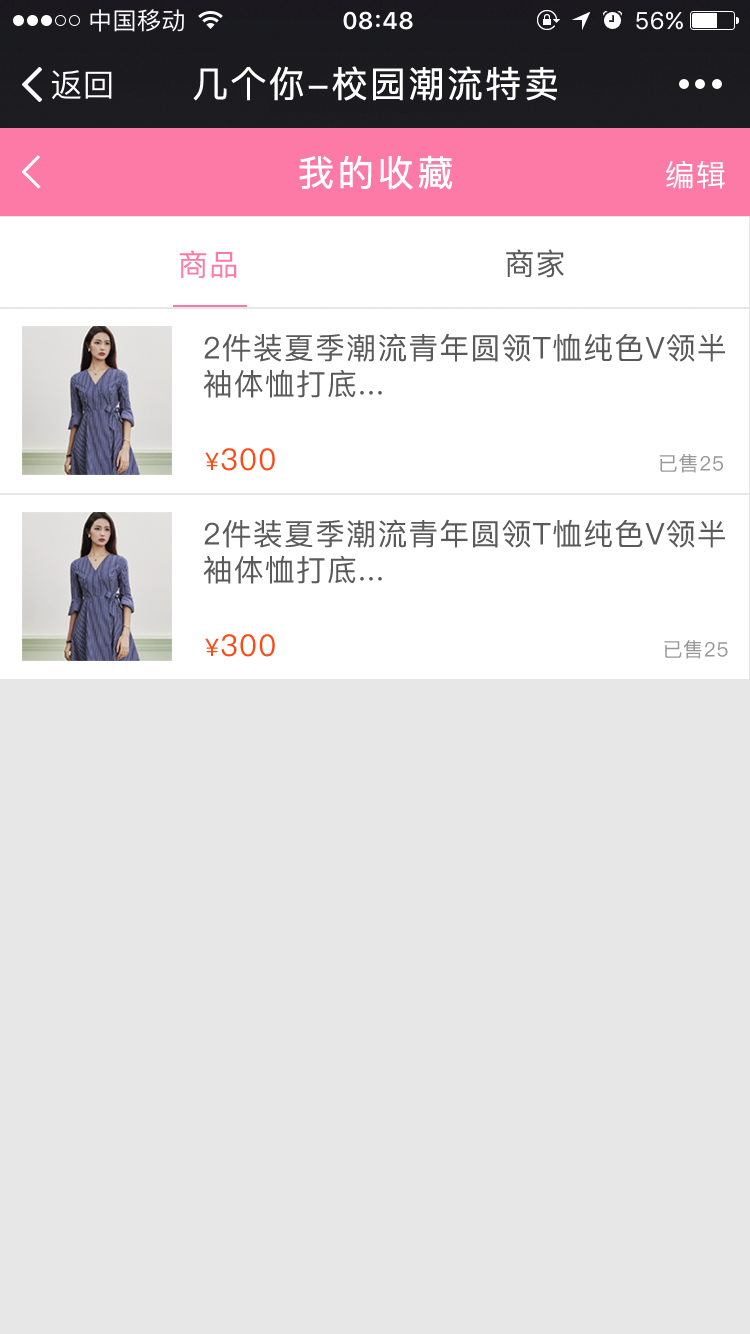 中国移动 08:48 56%
返回 几个你-校园潮流特卖
我的收藏 编辑
商品 商家
2件装夏季潮流青年圆领T恤纯色V领半
袖体恤打底...
¥300 已售25
2件装夏季潮流青年圆领T恤纯色V领半
袖体恤打底...
¥300 已售25